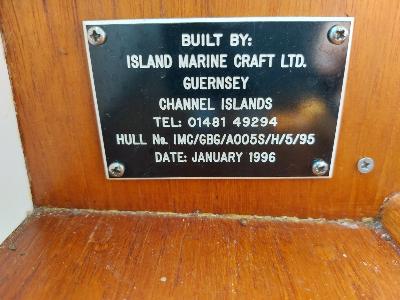 BUILT BY:
ISLAND MARINE CRAFT LTD.
GUERNSEY
CHANNEL ISLANDS
TEL: 01481 49294
HULL No. IMC/GBG/A005S/H/5/95
DATE: JANUARY 1996